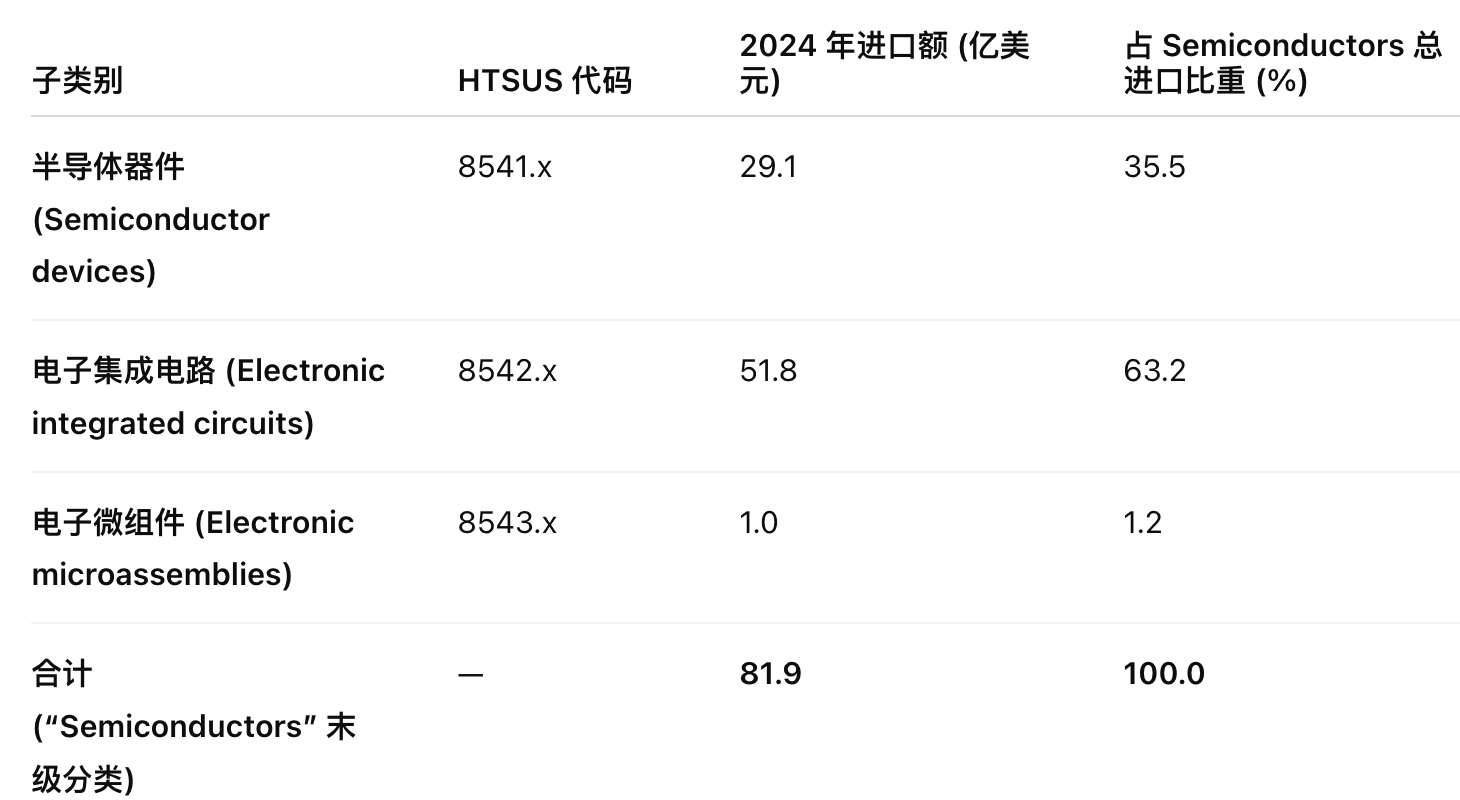 子类别
HTSUS 代码
2024 年进口额 (亿美
元)
占 Semiconductors 总
进口比重 (%)
半导体器件
(Semiconductor
devices)
8541.x
29.1
35.5
电子集成电路 (Electronic
integrated circuits)
8542.x
51.8
63.2
电子微组件 (Electronic
microassemblies)
8543.x
1.0
1.2
合计
(“Semiconductors” 末
级分类)
—
81.9
100.0